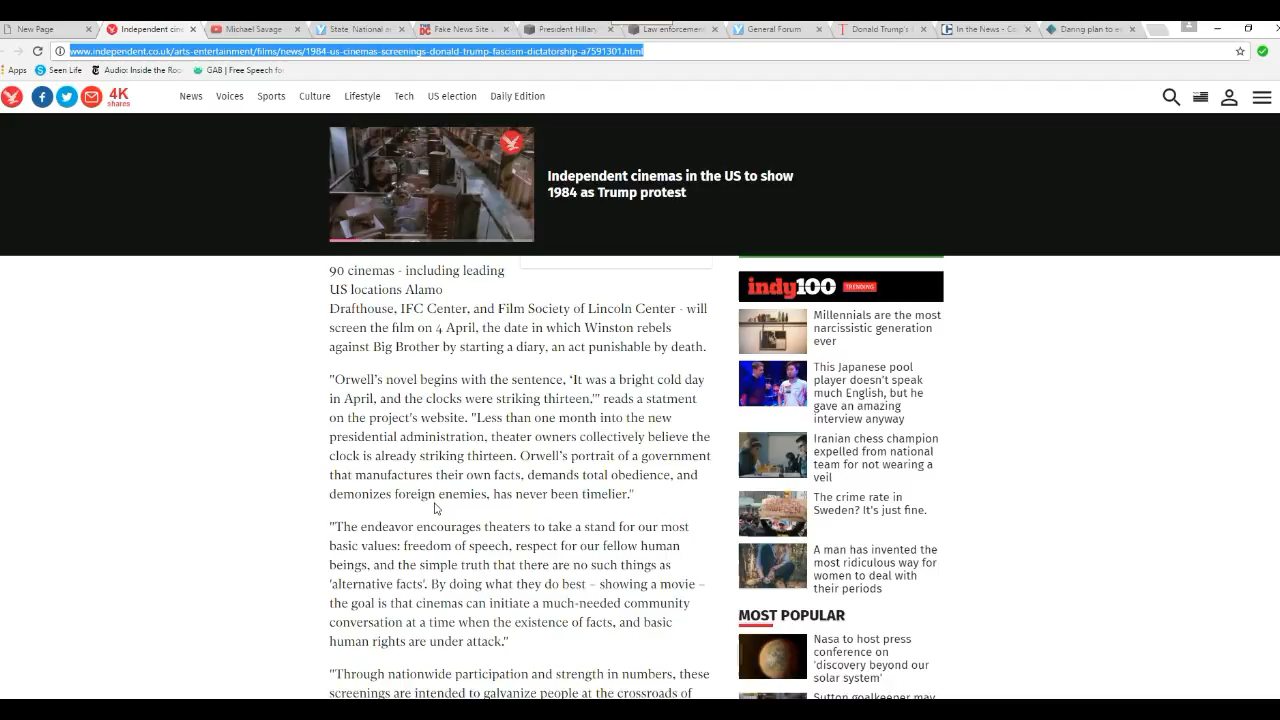 New Page
Independent cine
Michael Savage
State, National an
Fake News Site L
President Hillary
Law enforcement
General Forum
Donald Trump's
In the News - Co
Daring plan to e
www.independent.co.uk/arts-entertainment/films/news/1984-us-cinemas-screenings-donald-trump-fascism-dictatorship-a7591301.html
Apps
Seen Life
Audio: Inside the Roo
GAB | Free Speech fo
4K
shares
News
Voices
Sports
Culture
Lifestyle
Tech
US election
Daily Edition
Independent cinemas in the US to show
1984 as Trump protest
90 cinemas - including leading
US locations Alamo
Drafthouse, IFC Center, and Film Society of Lincoln Center - will
screen the film on 4 April, the date in which Winston rebels
against Big Brother by starting a diary, an act punishable by death.
"Orwell's novel begins with the sentence, 'It was a bright cold day
in April, and the clocks were striking thirteen,'" reads a statment
on the project's website. "Less than one month into the new
presidential administration, theater owners collectively believe the
clock is already striking thirteen. Orwell's portrait of a government
that manufactures their own facts, demands total obedience, and
demonizes foreign enemies, has never been timelier."
"The endeavor encourages theaters to take a stand for our most
basic values: freedom of speech, respect for our fellow human
beings, and the simple truth that there are no such things as
'alternative facts'. By doing what they do best – showing a movie –
the goal is that cinemas can initiate a much-needed community
conversation at a time when the existence of facts, and basic
human rights are under attack."
"Through nationwide participation and strength in numbers, these
screenings are intended to galvanize people at the crossroads of
indy100
TRENDING
Millennials are the most
narcissistic generation
ever
This Japanese pool
player doesn't speak
much English, but he
gave an amazing
interview anyway
Iranian chess champion
expelled from national
team for not wearing a
veil
The crime rate in
Sweden? It's just fine.
A man has invented the
most ridiculous way for
women to deal with
their periods
MOST POPULAR
Nasa to host press
conference on
'discovery beyond our
solar system'
Sutton goalkeeper may